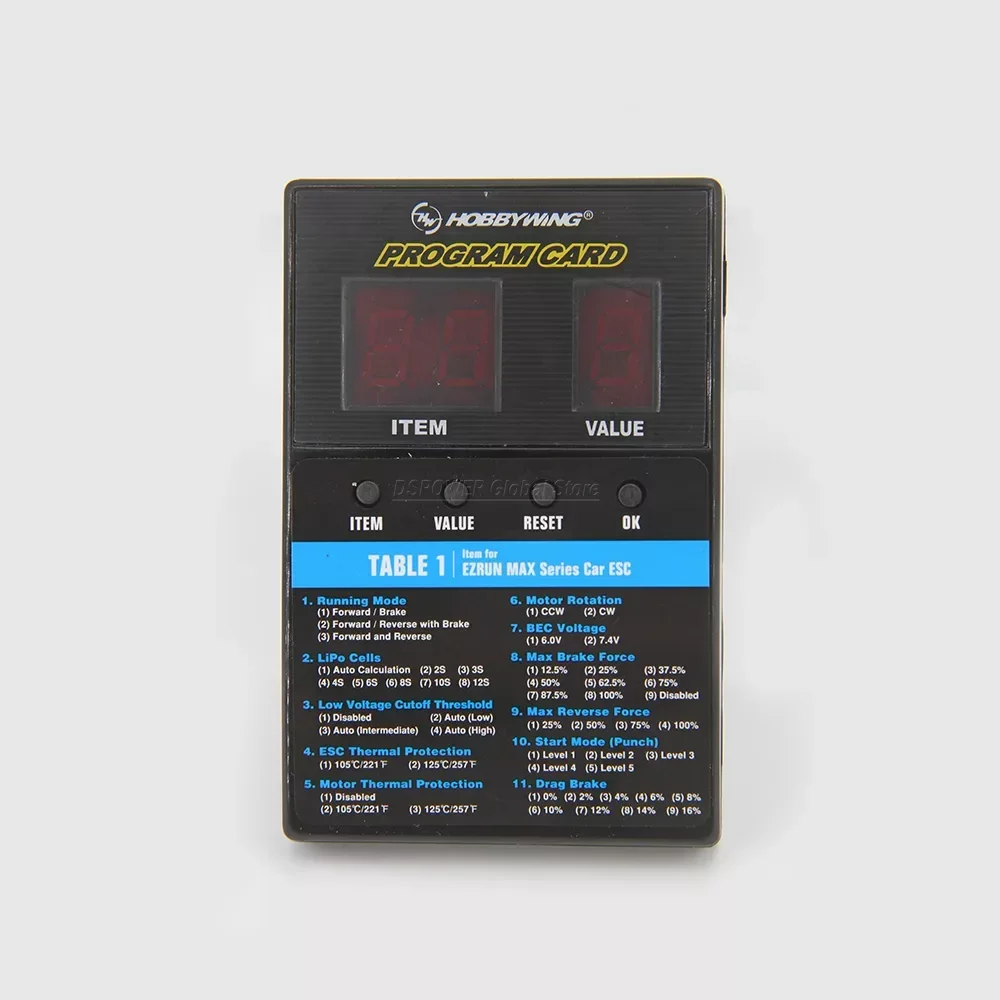 HW HOBBYWING®
PROGRAM CARD
ITEM
VALUE
DSPOWER Global Store
ITEM VALUE RESET OK
TABLE 1
Item for
EZRUN MAX Series Car ESC
1. Running Mode
(1) Forward / Brake
(2) Forward / Reverse with Brake
(3) Forward and Reverse
2. LiPo Cells
(1) Auto Calculation (2) 2S (3) 3S
(4) 4S (5) 6S (6) 8S (7) 10S (8) 12S
3. Low Voltage Cutoff Threshold
(1) Disabled (2) Auto (Low)
(3) Auto (Intermediate) (4) Auto (High)
4. ESC Thermal Protection
(1) 105℃/221℉ (2) 125℃/257℉
5. Motor Thermal Protection
(1) Disabled
(2) 105℃/221℉ (3) 125℃/257℉
6. Motor Rotation
(1) CCW (2) CW
7. BEC Voltage
(1) 6.0V (2) 7.4V
8. Max Brake Force
(1) 12.5% (2) 25% (3) 37.5%
(4) 50% (5) 62.5% (6) 75%
(7) 87.5% (8) 100% (9) Disabled
9. Max Reverse Force
(1) 25% (2) 50% (3) 75% (4) 100%
10. Start Mode (Punch)
(1) Level 1 (2) Level 2 (3) Level 3
(4) Level 4 (5) Level 5
11. Drag Brake
(1) 0% (2) 2% (3) 4% (4) 6% (5) 8%
(6) 10% (7) 12% (8) 14% (9) 16%